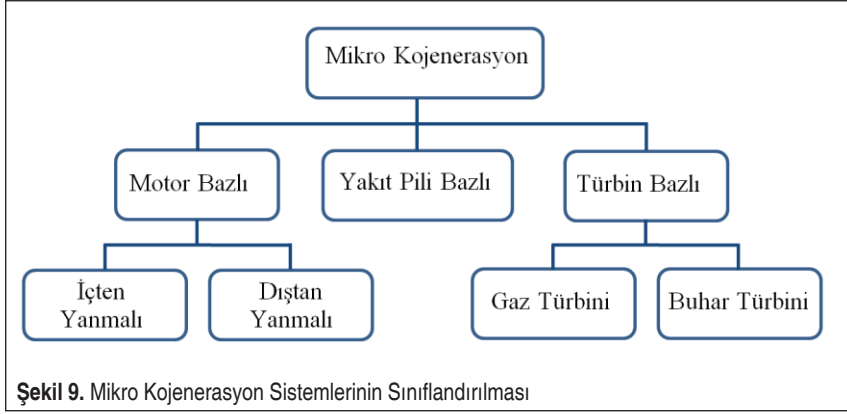 Mikro Kojenerasyon
Motor Bazlı
Yakıt Pili Bazlı
Türbin Bazlı
İçten
Yanmalı
Dıştan
Yanmalı
Gaz Türbini
Buhar Türbini
Şekil 9. Mikro Kojenerasyon Sistemlerinin Sınıflandırılması